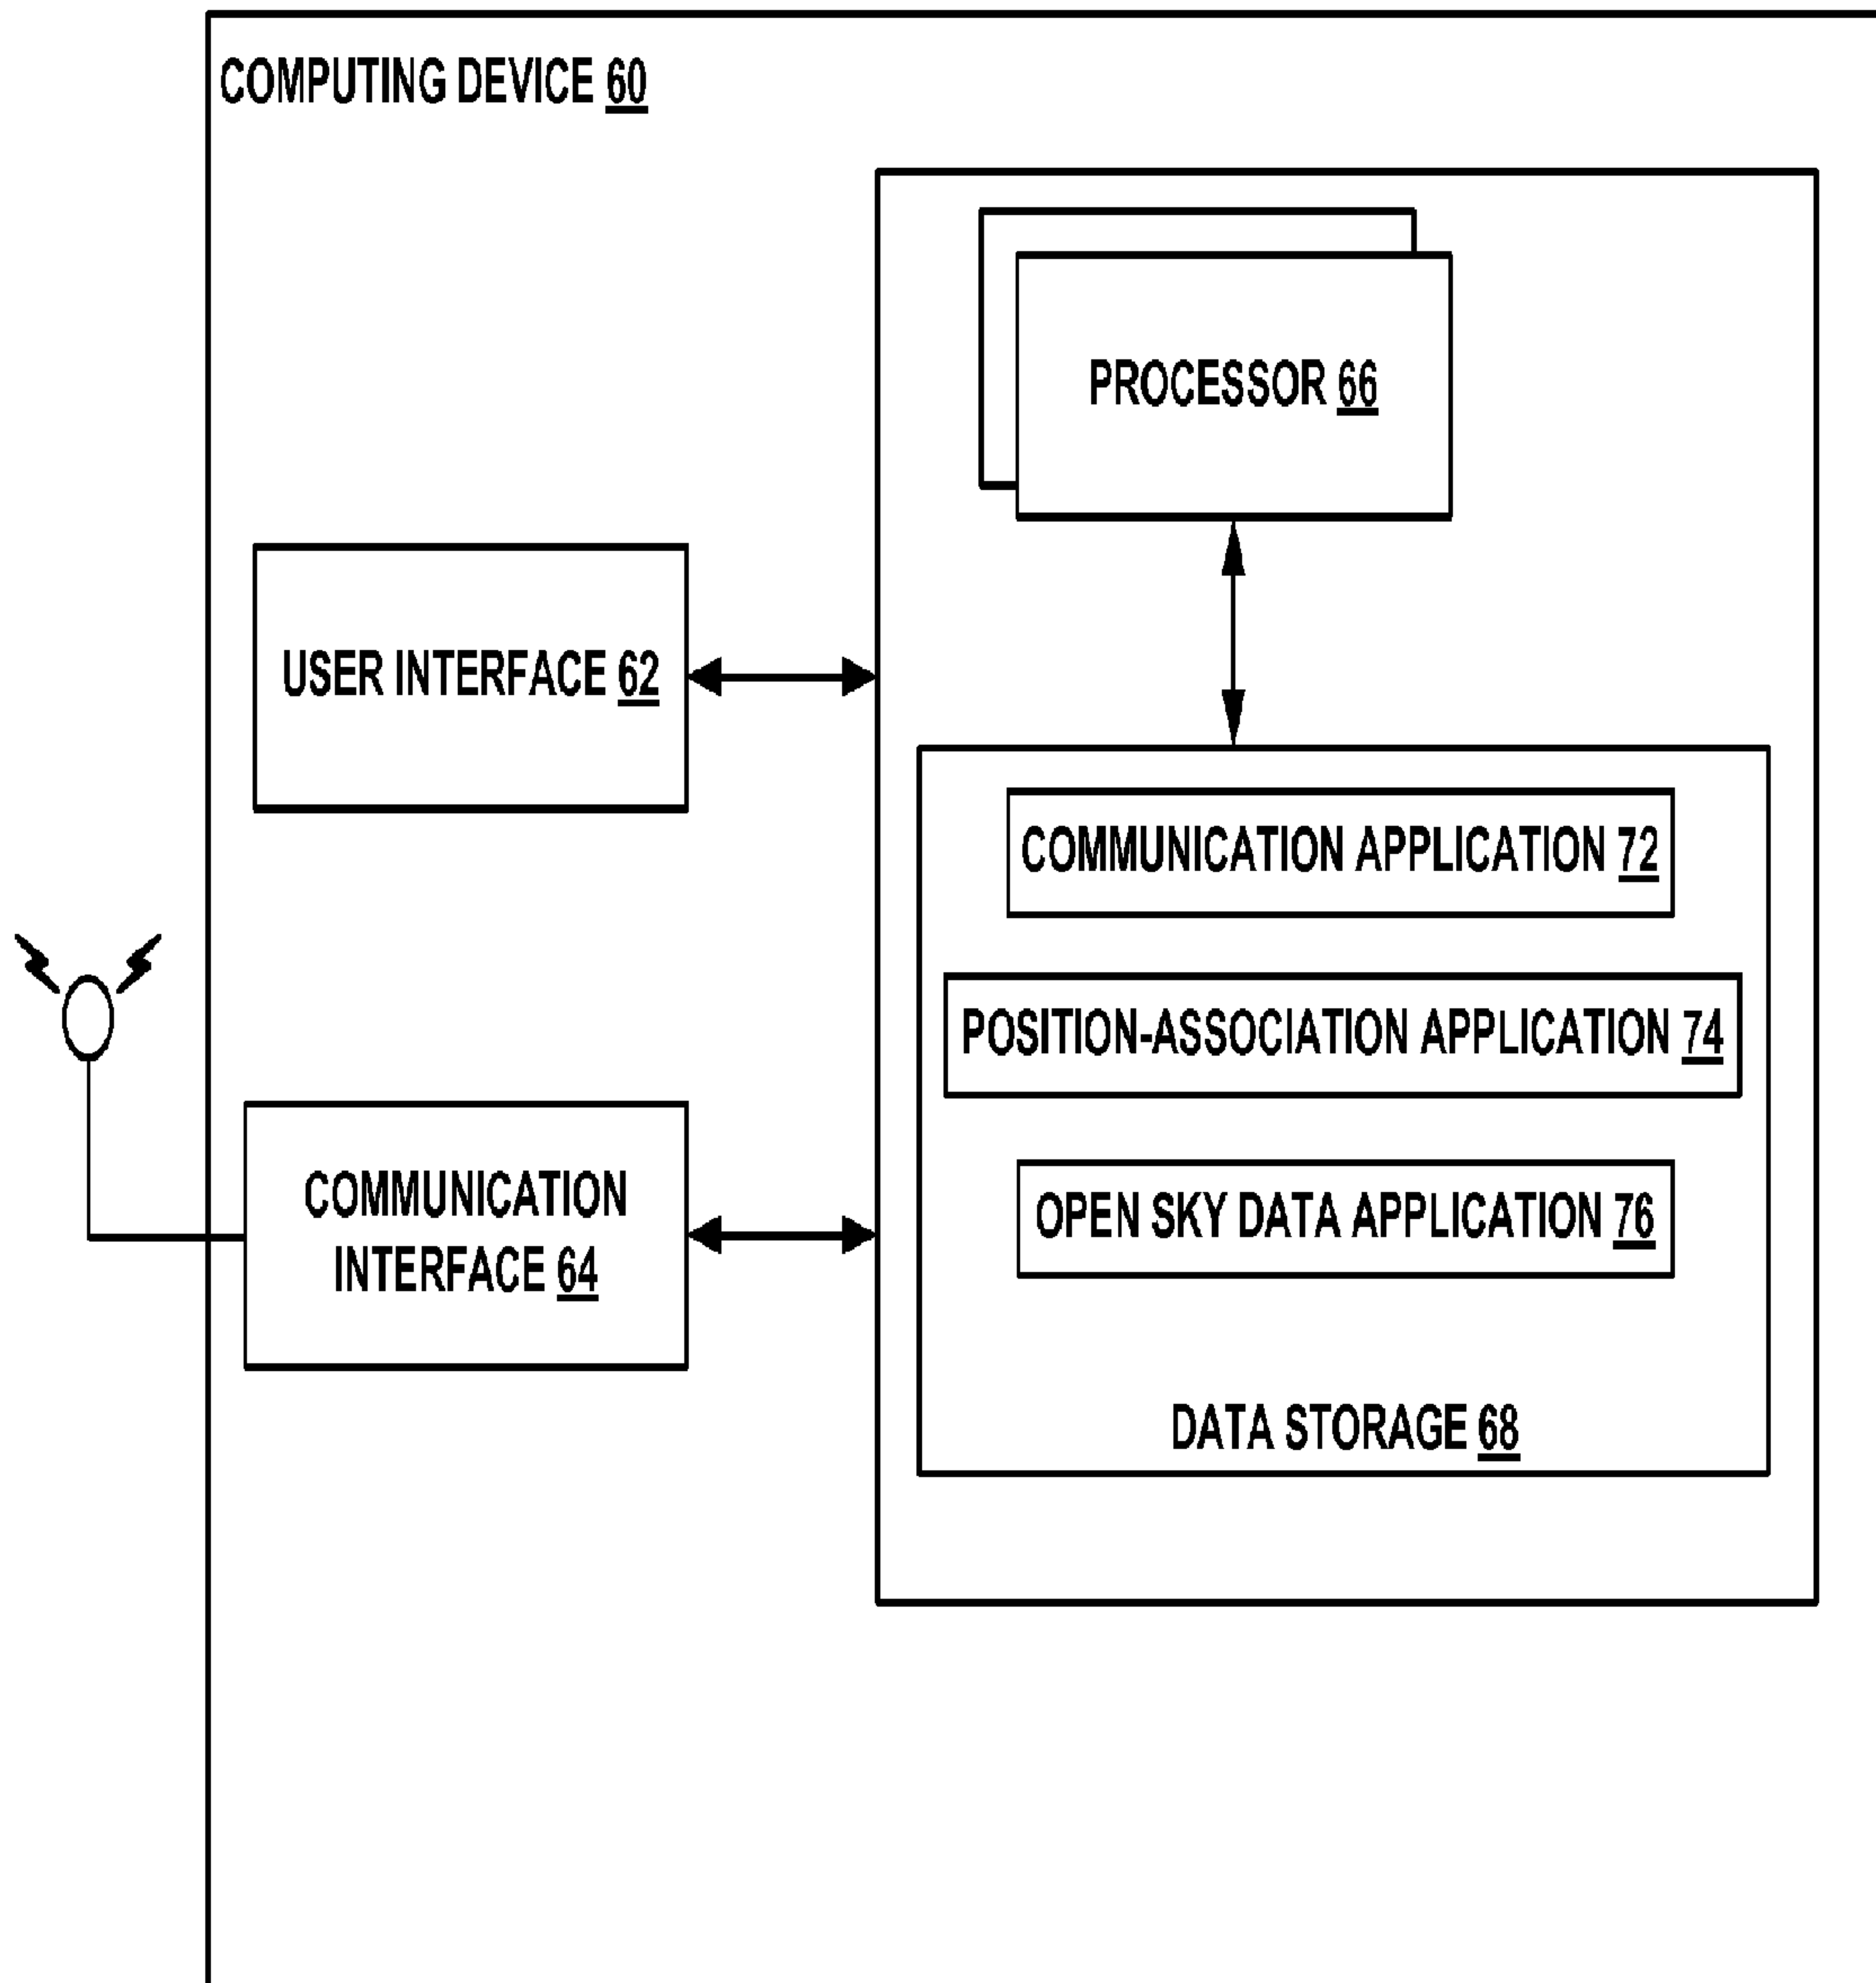 COMPUTING DEVICE 60
PROCESSOR 66
USER INTERFACE 62
COMMUNICATION APPLICATION 72
POSITION-ASSOCIATION APPLICATION 74
COMMUNICATION
INTERFACE 64
OPEN SKY DATA APPLICATION 76
DATA STORAGE 68